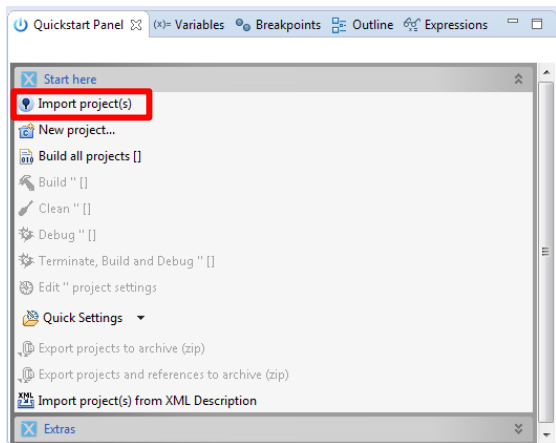 Quickstart Panel (x)= Variables Breakpoints Outline Expressions
Start here
Import project(s)
New project...
Build all projects []
Build '' []
Clean '' []
Debug '' []
Terminate, Build and Debug '' []
Edit '' project settings
Quick Settings
Export projects to archive (zip)
Export projects and references to archive (zip)
XML Import project(s) from XML Description
Extras